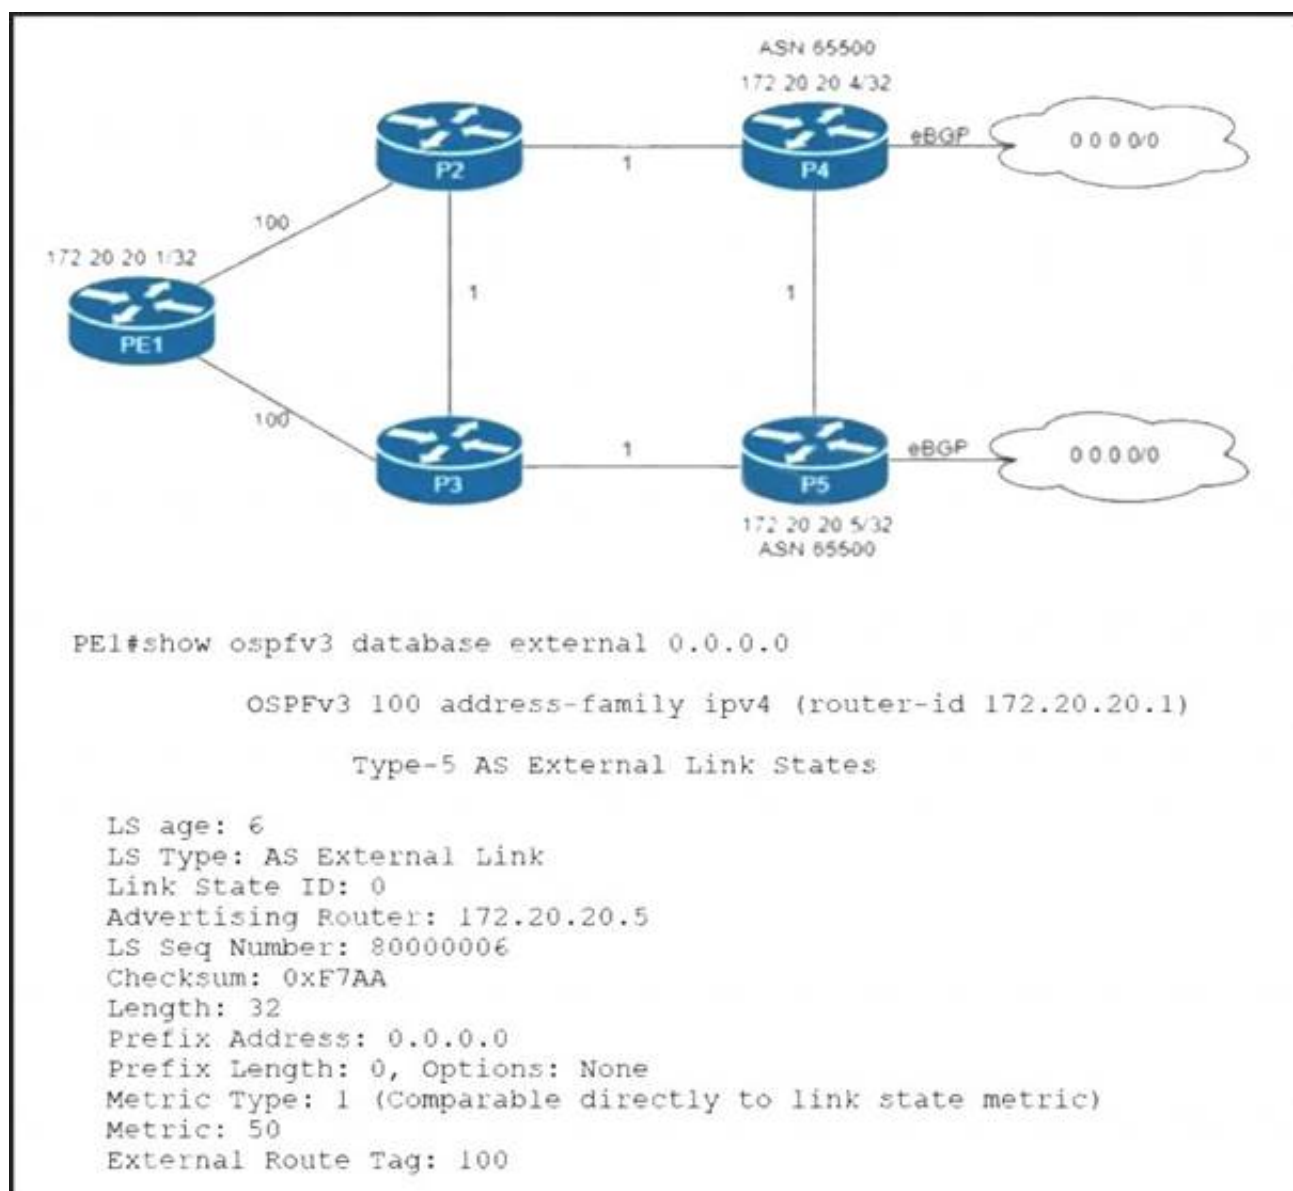 ASN 65500
172 20 20 4/32
P2
1
P4
eBGP
0 0 0 0/0
100
172 20 20 1/32
PE1
1
1
100
P3
1
P5
eBGP
0 0 0 0/0
172 20 20 5/32
ASN 65500
PE1#show ospfv3 database external 0.0.0.0
OSPFv3 100 address-family ipv4 (router-id 172.20.20.1)
Type-5 AS External Link States
LS age: 6
LS Type: AS External Link
Link State ID: 0
Advertising Router: 172.20.20.5
LS Seq Number: 80000006
Checksum: 0xF7AA
Length: 32
Prefix Address: 0.0.0.0
Prefix Length: 0, Options: None
Metric Type: 1 (Comparable directly to link state metric)
Metric: 50
External Route Tag: 100